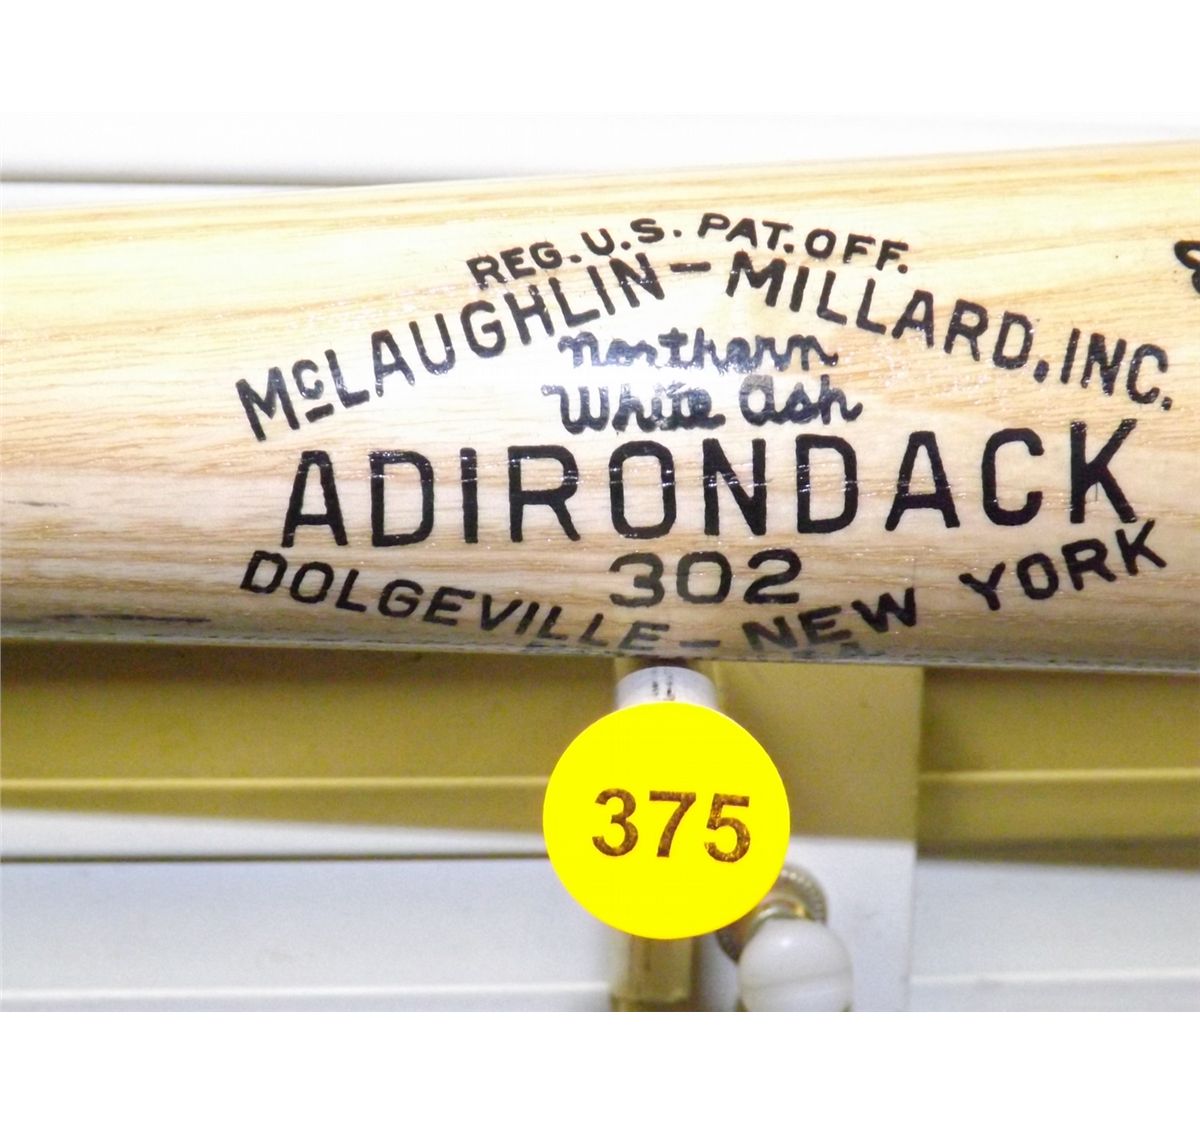 REG. U.S. PAT. OFF.
McLAUGHLIN-MILLARD, INC.
Northern
White Ash
ADIRONDACK
302
DOLGEVILLE-NEW YORK
375